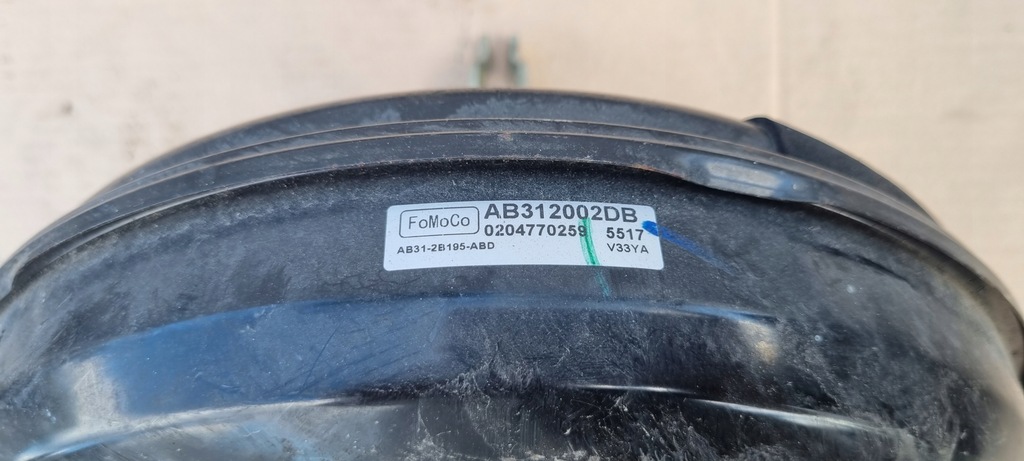 FoMoCo AB312002DB
0204770259 5517
AB31-2B195-ABD V33YA